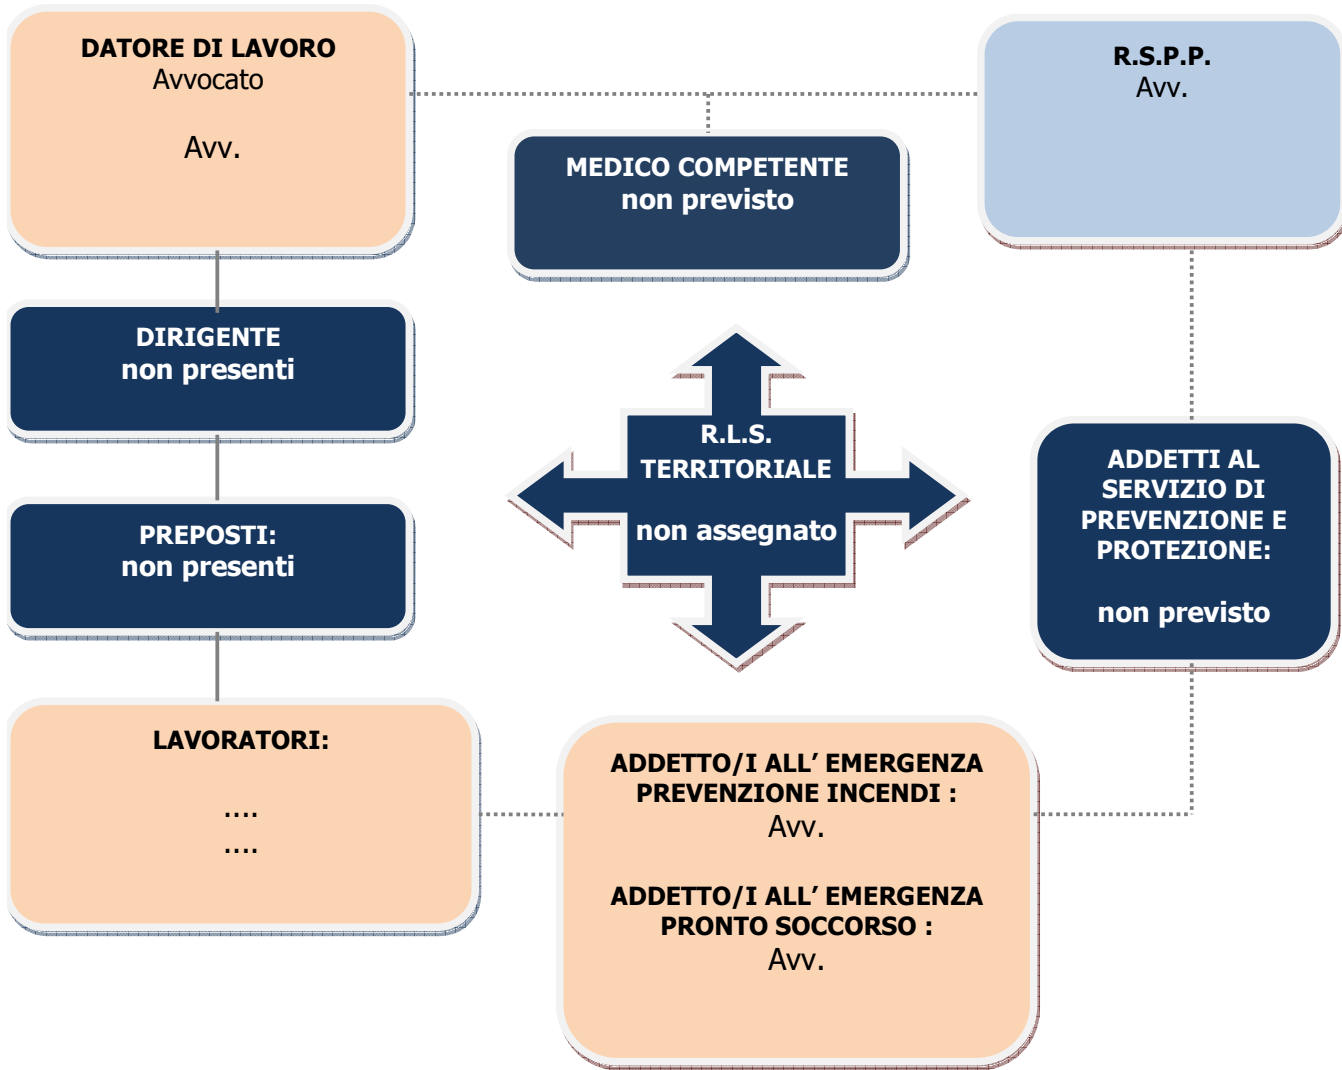 DATORE DI LAVORO
Avvocato
Avv.
R.S.P.P.
Avv.
MEDICO COMPETENTE
non previsto
DIRIGENTE
non presenti
R.L.S.
TERRITORIALE
non assegnato
ADDETTI AL
SERVIZIO DI
PREVENZIONE E
PROTEZIONE:
non previsto
PREPOSTI:
non presenti
LAVORATORI:
....
....
ADDETTO/I ALL’ EMERGENZA
PREVENZIONE INCENDI :
Avv.
ADDETTO/I ALL’ EMERGENZA
PRONTO SOCCORSO :
Avv.